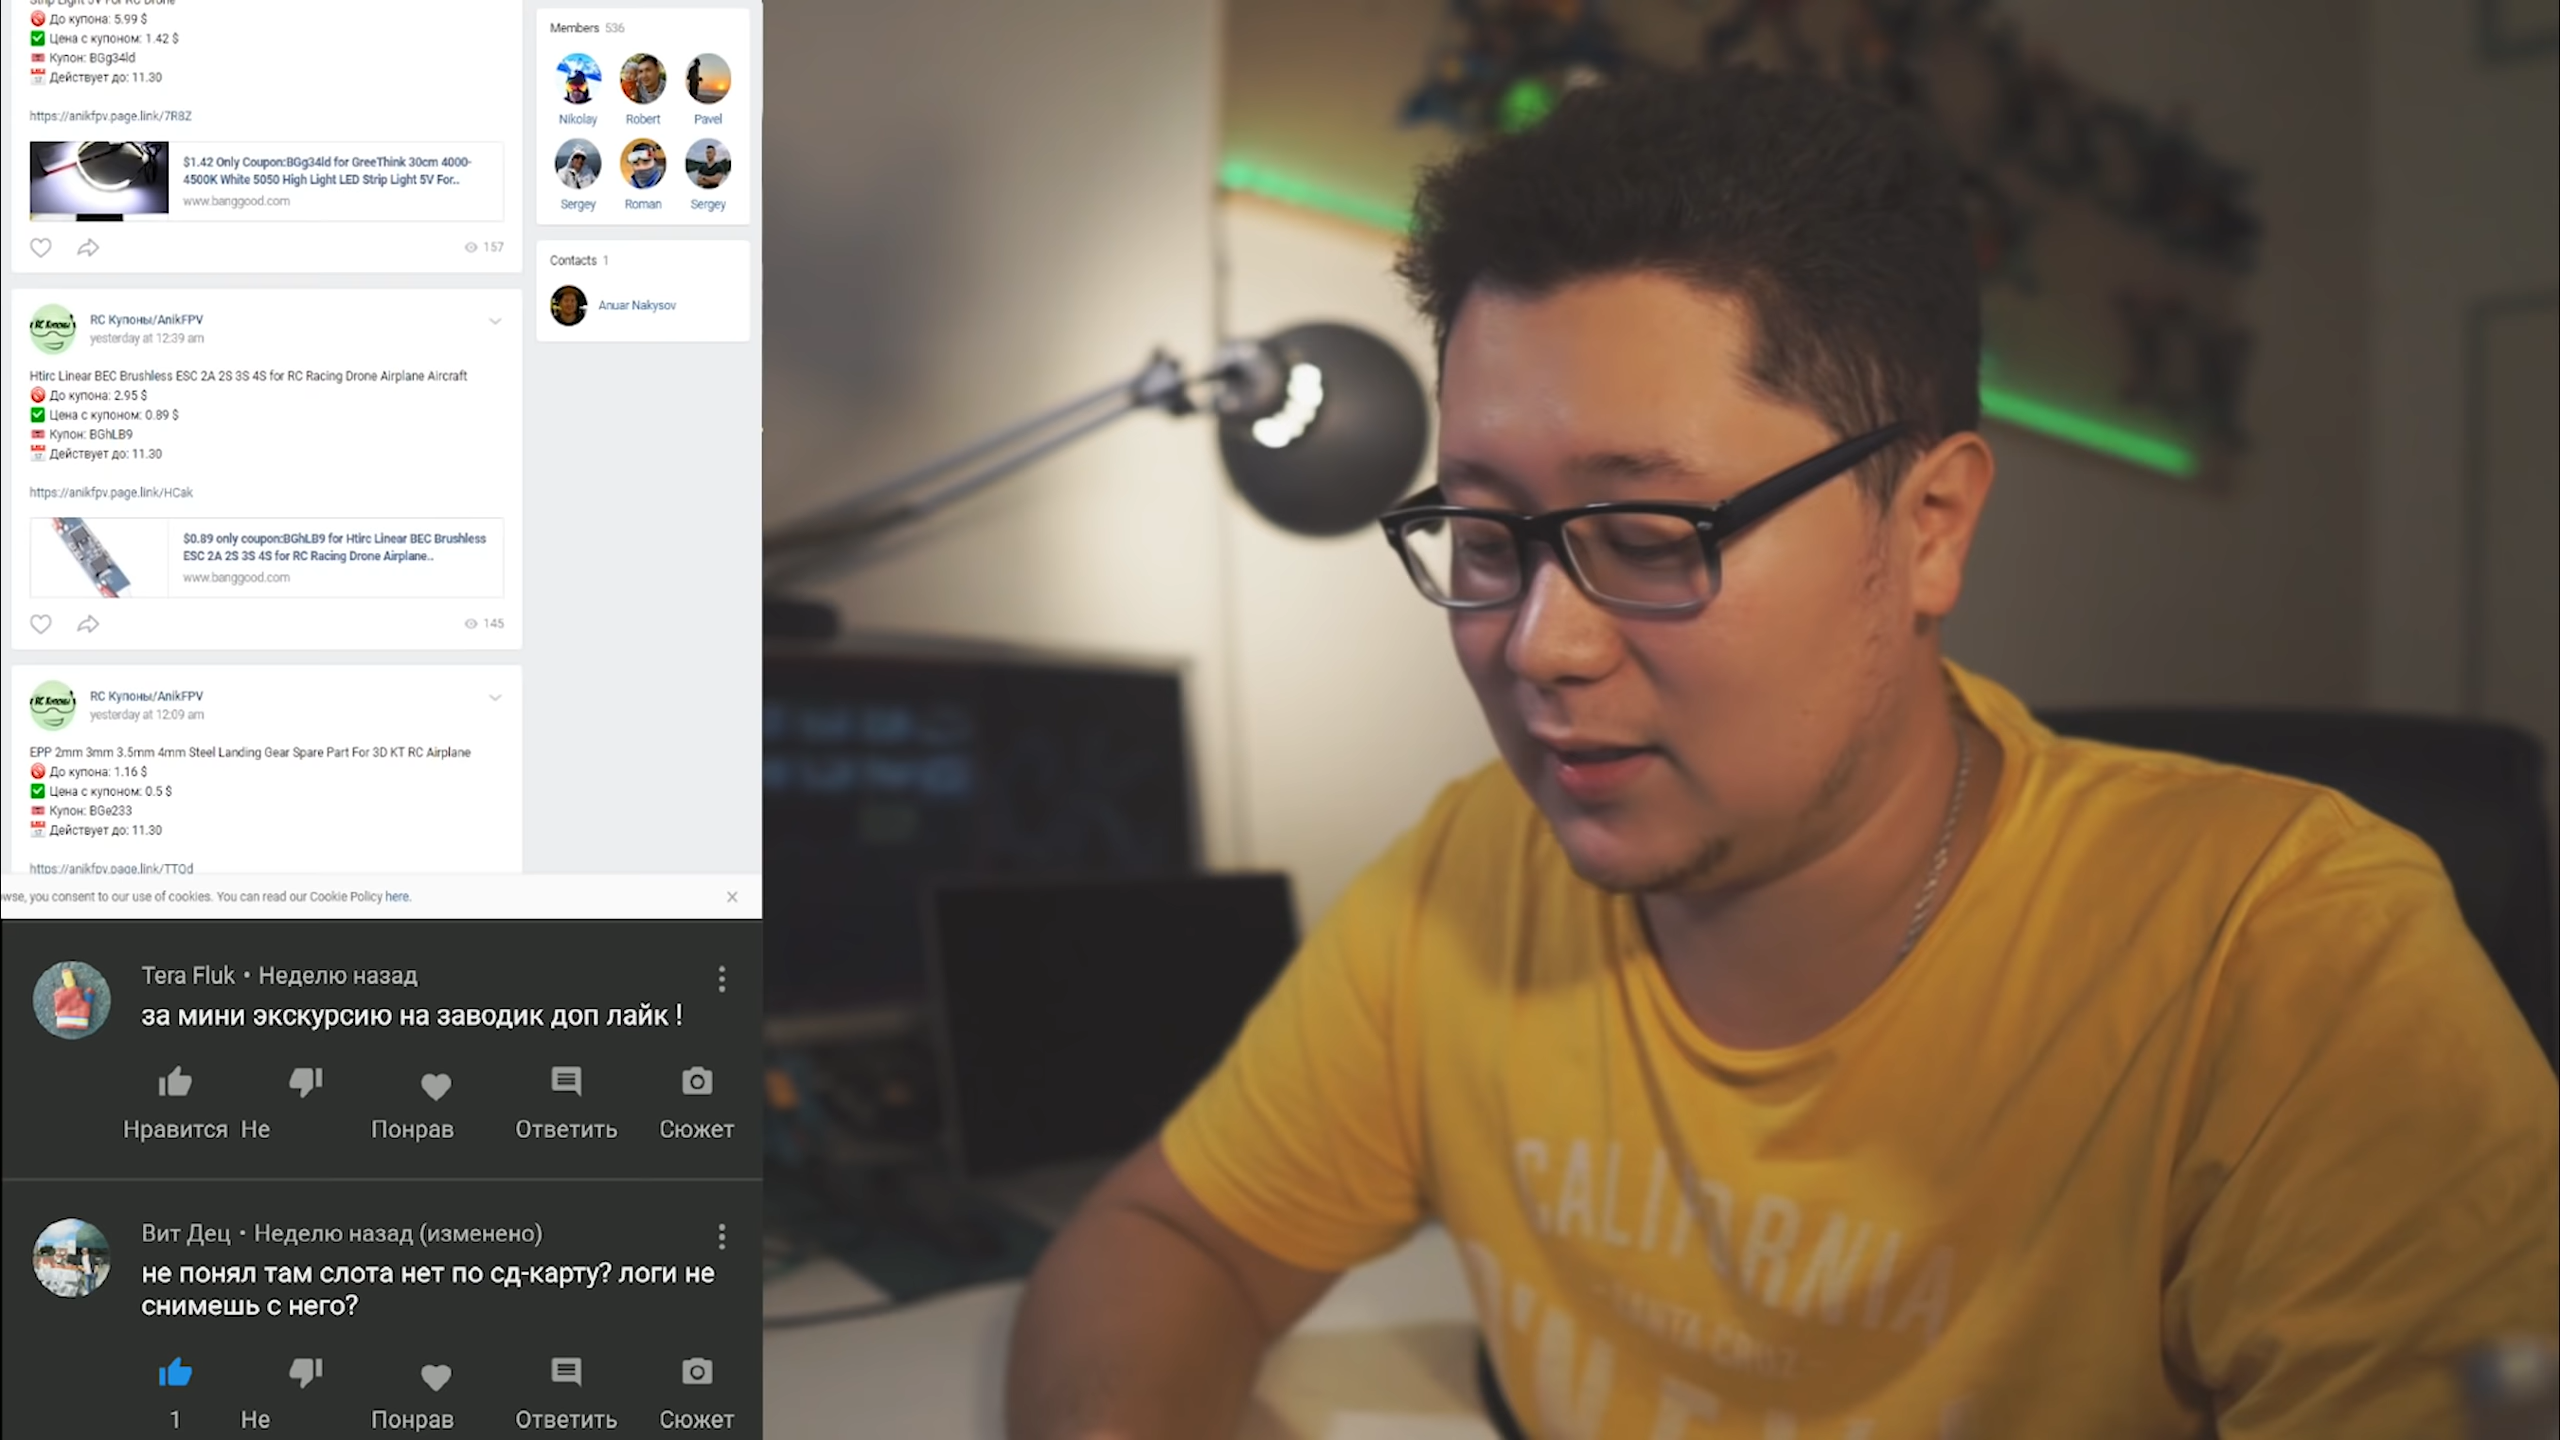 Strip Light 5V For RC Drone
До купона: 5.99 $
Цена с купоном: 1.42 $
Купон: BGg34ld
Действует до: 11.30
https://anikfpv.page.link/7R8Z
$1.42 Only Coupon:BGg34ld for GreeThink 30cm 4000-
4500K White 5050 High Light LED Strip Light 5V For..
www.banggood.com
157
RC Купоны/AnikFPV
yesterday at 12:39 am
Htirc Linear BEC Brushless ESC 2A 2S 3S 4S for RC Racing Drone Airplane Aircraft
До купона: 2.95 $
Цена с купоном: 0.89 $
Купон: BGhLB9
Действует до: 11.30
https://anikfpv.page.link/HCak
$0.89 only coupon:BGhLB9 for Htirc Linear BEC Brushless
ESC 2A 2S 3S 4S for RC Racing Drone Airplane..
www.banggood.com
145
RC Купоны/AnikFPV
yesterday at 12:09 am
EPP 2mm 3mm 3.5mm 4mm Steel Landing Gear Spare Part For 3D KT RC Airplane
До купона: 1.16 $
Цена с купоном: 0.5 $
Купон: BGe233
Действует до: 11.30
https://anikfpv.page.link/TTQd
owse, you consent to our use of cookies. You can read our Cookie Policy here.
Members 536
Nikolay Robert Pavel
Sergey Roman Sergey
Contacts 1
Anuar Nakysov
Tera Fluk • Неделю назад
за мини экскурсию на заводик доп лайк !
Нравится Не Понрав Ответить Сюжет
Вит Дец • Неделю назад (изменено)
не понял там слота нет по сд-карту? логи не
снимешь с него?
1 Не Понрав Ответить Сюжет
CALIFORNIA
SANTA CRUZ